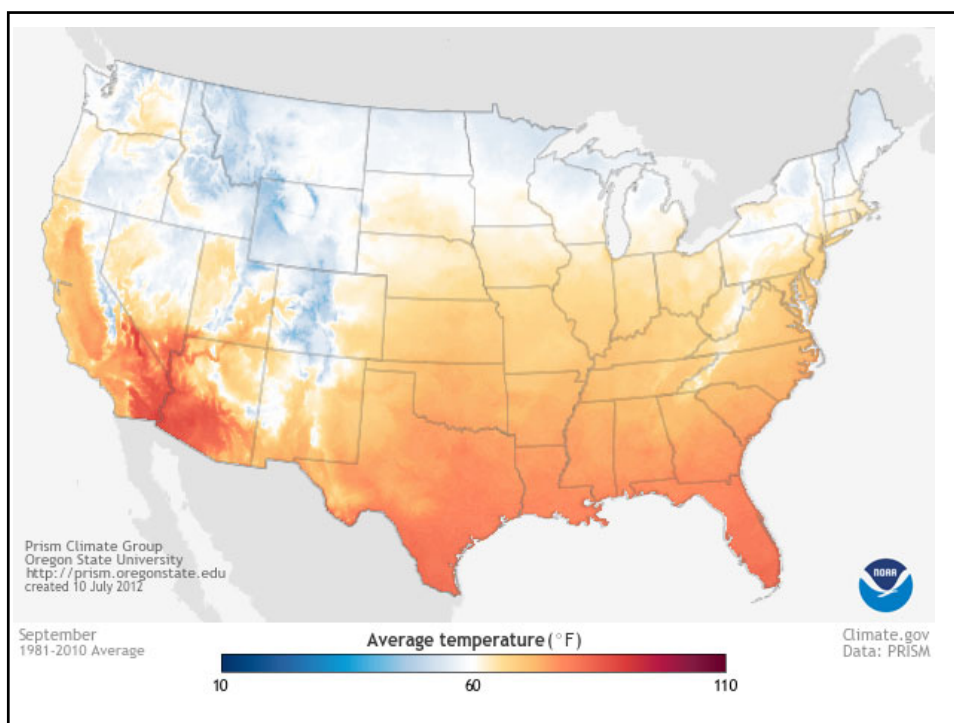 Prism Climate Group
Oregon State University
http://prism.oregonstate.edu
created 10 July 2012
NOAA
September
1981-2010 Average
Average temperature (°F)
Climate.gov
Data: PRISM
10
60
110